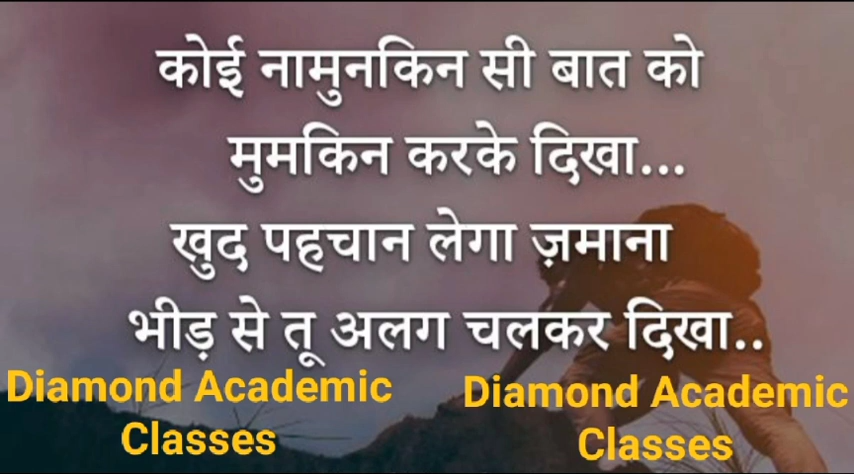 कोई नामुनकिन सी बात को
मुमकिन करके दिखा...
खुद पहचान लेगा ज़माना
भीड़ से तू अलग चलकर दिखा..
Diamond Academic
Classes
Diamond Academic
Classes